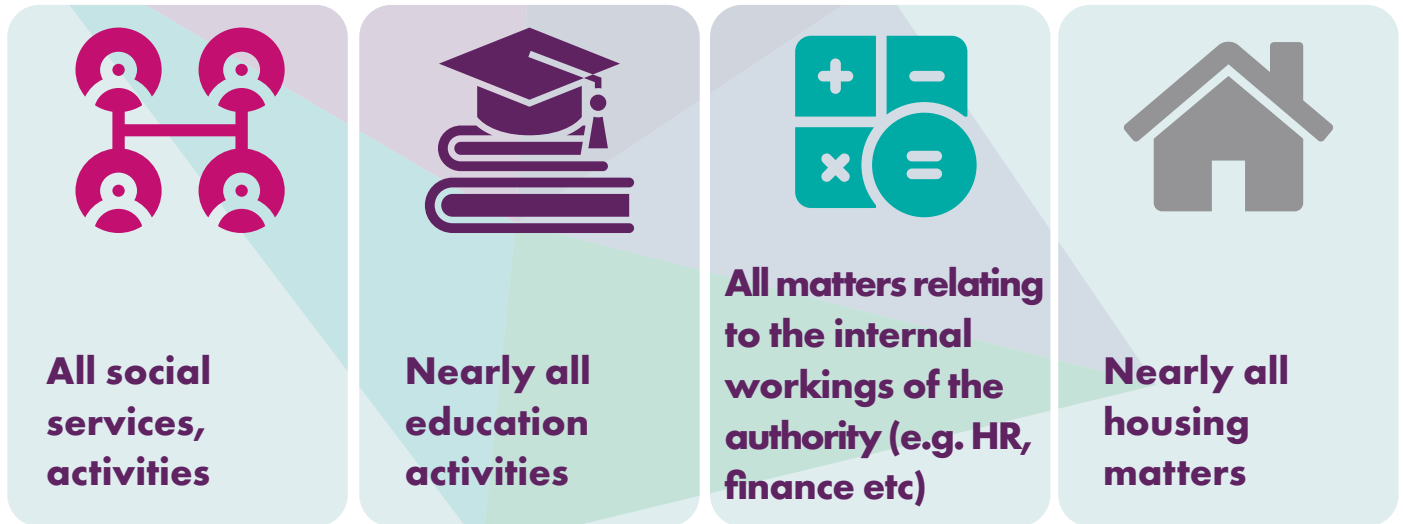 All social
services,
activities
Nearly all
education
activities
All matters relating
to the internal
workings of the
authority (e.g. HR,
finance etc)
Nearly all
housing
matters